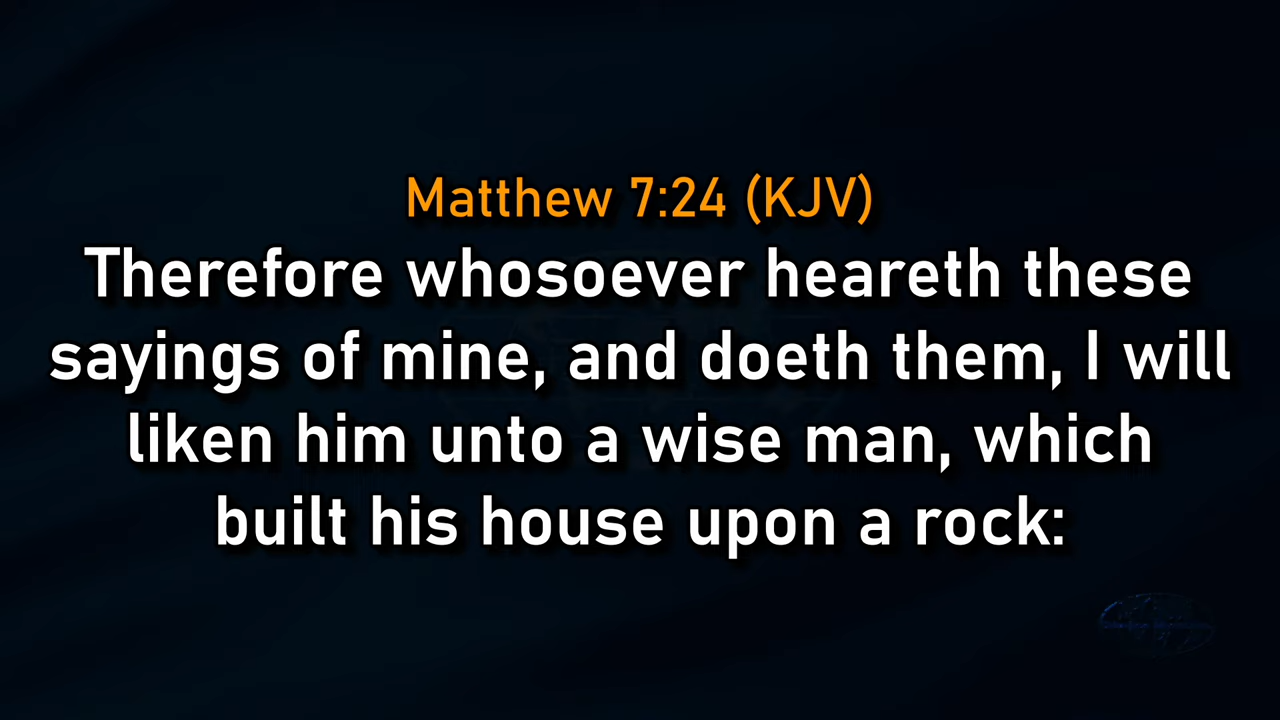 Matthew 7:24 (KJV)
Therefore whosoever heareth these
sayings of mine, and doeth them, I will
liken him unto a wise man, which
built his house upon a rock: